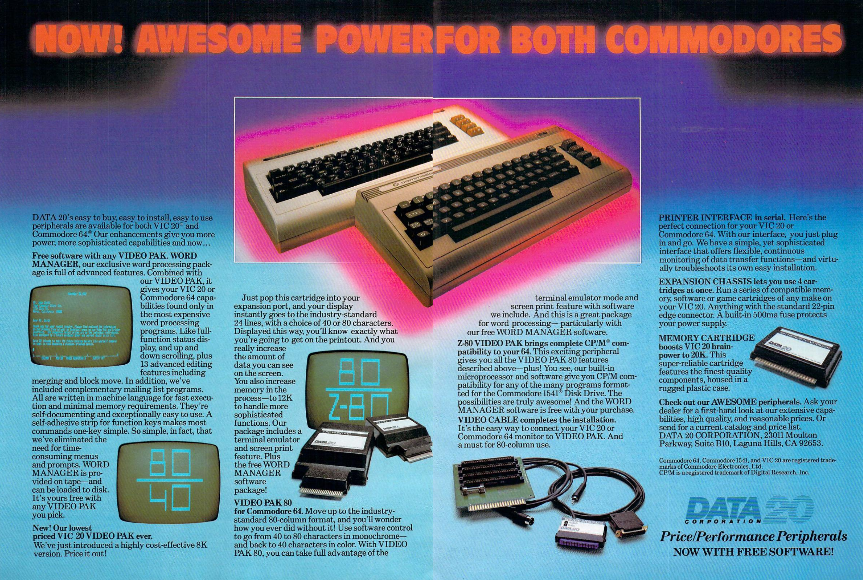 NOW! AWESOME POWER FOR BOTH COMMODORES
DATA 20's easy to buy, easy to install, easy to use
peripherals are available for both VIC 20® and
Commodore 64.® Our enhancements give you more
power, more sophisticated capabilities and now...
Free software with any VIDEO PAK. WORD
MANAGER, our exclusive word processing pack-
age is full of advanced features. Combined with
our VIDEO PAK, it
gives your VIC 20 or
Commodore 64 capa-
bilities found only in
the most expensive
word processing
programs. Like full-
function status dis-
play, and up and
down scrolling, plus
13 advanced editing
features including
merging and block move. In addition, we've
included complementary mailing list programs.
All are written in machine language for fast execu-
tion and minimal memory requirements. They're
self-documenting and exceptionally easy to use. A
self-adhesive strip for function keys makes most
commands one-key simple. So simple, in fact, that
we've eliminated the
need for time-
consuming menus
and prompts. WORD
MANAGER is pro-
vided on tape—and
can be loaded to disk.
It's yours free with
any VIDEO PAK
you pick.
80
40
New! Our lowest
priced VIC 20 VIDEO PAK ever.
We've just introduced a highly cost-effective 8K
version. Price it out!
Just pop this cartridge into your
expansion port, and your display
instantly goes to the industry-standard
24 lines, with a choice of 40 or 80 characters.
Displayed this way, you'll know exactly what
you're going to get on the printout. And you
really increase
the amount of
data you can see
on the screen.
You also increase
memory in the
process—to 12K
to handle more
sophisticated
functions. Our
package includes a
terminal emulator
and screen print
feature. Plus
the free WORD
MANAGER
software
package!
80
Z-80
VIDEO PAK 80
for Commodore 64. Move up to the industry-
standard 80-column format, and you'll wonder
how you ever did without it! Use software control
to go from 40 to 80 characters in monochrome—
and back to 40 characters in color. With VIDEO
PAK 80, you can take full advantage of the
terminal emulator mode and
screen print feature with software
we include. And this is a great package
for word processing—particularly with
our free WORD MANAGER software.
Z-80 VIDEO PAK brings complete CP/M® com-
patibility to your 64. This exciting peripheral
gives you all the VIDEO PAK 80 features
described above—plus! You see, our built-in
microprocessor and software give you CP/M com-
patibility for any of the many programs format-
ted for the Commodore 1541® Disk Drive. The
possibilities are truly awesome! And the WORD
MANAGER software is free with your purchase.
VIDEO CABLE completes the installation.
It's the easy way to connect your VIC 20 or
Commodore 64 monitor to VIDEO PAK. And
a must for 80-column use.
PRINTER INTERFACE in serial. Here's the
perfect connection for your VIC 20 or
Commodore 64. With our interface, you just plug
in and go. We have a simple, yet sophisticated
interface that offers flexible, continuous
monitoring of data transfer functions—and virtu-
ally troubleshoots its own easy installation.
EXPANSION CHASSIS lets you use 4 car-
tridges at once. Run a series of compatible mem-
ory, software or game cartridges of any make on
your VIC 20. Anything with the standard 22-pin
edge connector. A built-in 500ma fuse protects
your power supply.
MEMORY CARTRIDGE
boosts VIC 20 brain-
power to 20K. This
super-reliable cartridge
features the finest-quality
components, housed in a
rugged plastic case.
Check out our AWESOME peripherals. Ask your
dealer for a first-hand look at our extensive capa-
bilities, high quality, and reasonable prices. Or
send for a current catalog and price list.
DATA 20 CORPORATION, 23011 Moulton
Parkway, Suite B10, Laguna Hills, CA 92653.
Commodore 64, Commodore 1541, and VIC 20 are registered trade-
marks of Commodore Electronics, Ltd.
CP/M is a registered trademark of Digital Research, Inc.
DATA 20
CORPORATION
Price/Performance Peripherals
NOW WITH FREE SOFTWARE!